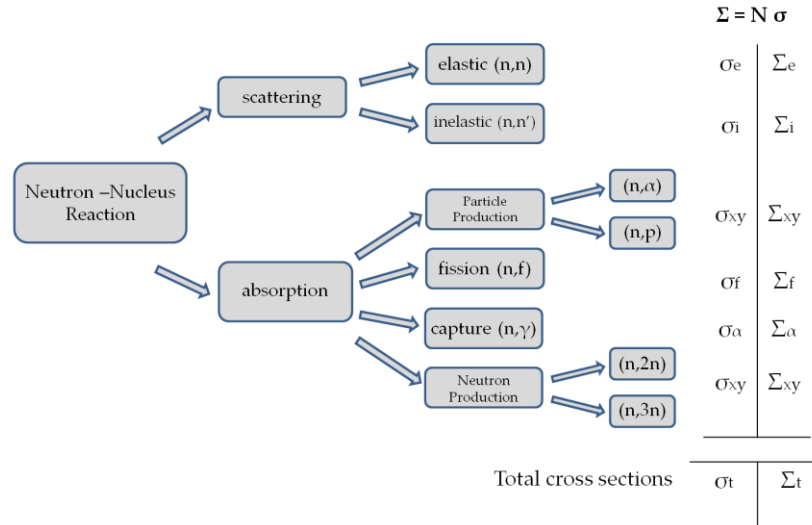 Σ = N σ
elastic (n,n)
σe Σe
scattering
inelastic (n,n')
σi Σi
Neutron –Nucleus
Reaction
(n,α)
Particle
Production
σxy Σxy
(n,p)
fission (n,f)
σf Σf
absorption
capture (n,γ)
σα Σα
(n,2n)
Neutron
Production
σxy Σxy
(n,3n)
Total cross sections σt Σt